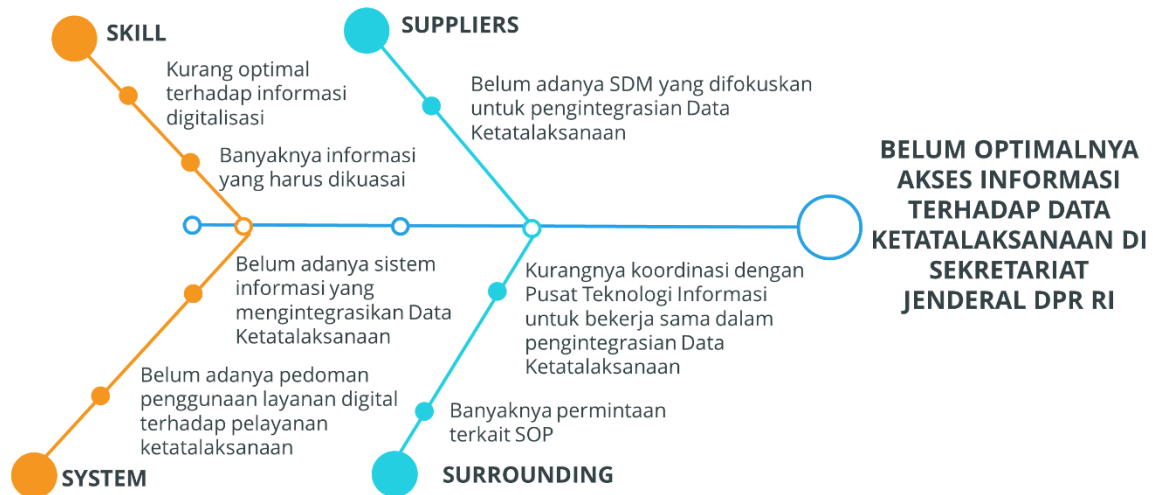 SKILL
Kurang optimal
terhadap informasi
digitalisasi
Banyaknya informasi
yang harus dikuasai
SUPPLIERS
Belum adanya SDM yang difokuskan
untuk pengintegrasian Data
Ketatalaksanaan
BELUM OPTIMALNYA
AKSES INFORMASI
TERHADAP DATA
KETATALAKSANAAN DI
SEKRETARIAT
JENDERAL DPR RI
Belum adanya sistem
informasi yang
mengintegrasikan Data
Ketatalaksanaan
Belum adanya pedoman
penggunaan layanan digital
terhadap pelayanan
ketatalaksanaan
SYSTEM
Kurangnya koordinasi dengan
Pusat Teknologi Informasi
untuk bekerja sama dalam
pengintegrasian Data
Ketatalaksanaan
Banyaknya permintaan
terkait SOP
SURROUNDING